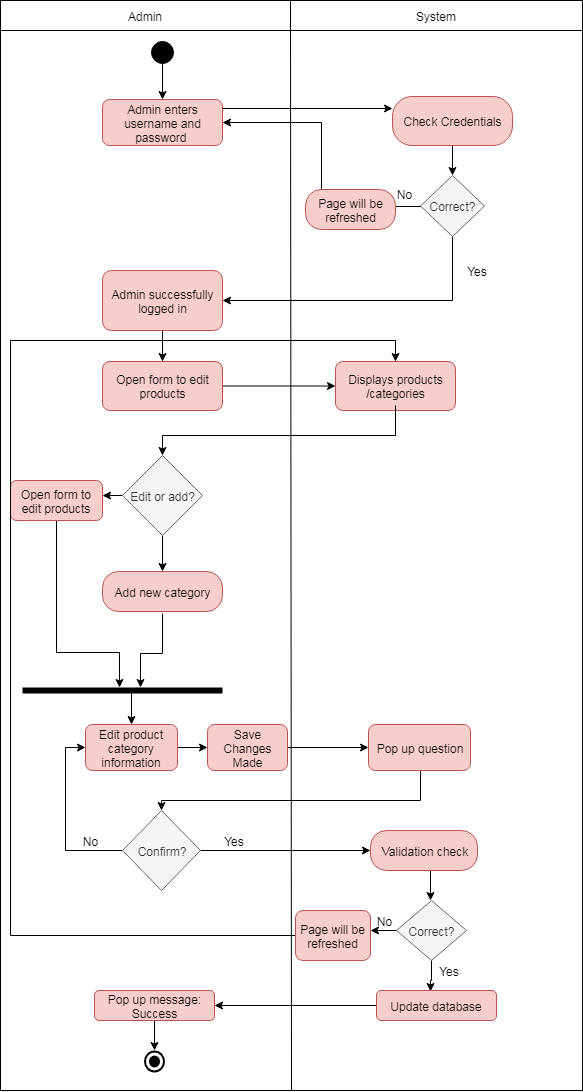 Admin
System
Admin enters
username and
password
Check Credentials
Page will be
refreshed
No
Correct?
Yes
Admin successfully
logged in
Open form to edit
products
Displays products
/categories
Open form to
edit products
Edit or add?
Add new category
Edit product
category
information
Save
Changes
Made
Pop up question
No
Confirm?
Yes
Validation check
Page will be
refreshed
No
Correct?
Yes
Pop up message:
Success
Update database